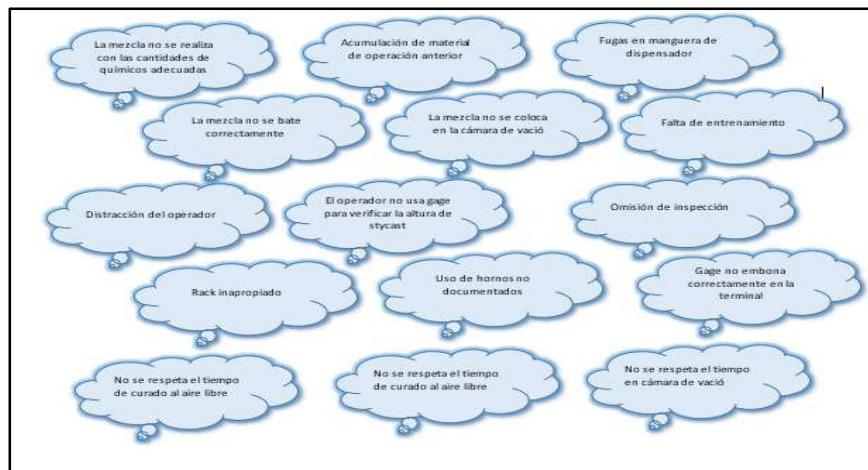 La mezcla no se realiza
con las cantidades de
químicos adecuadas
Acumulación de material
de operación anterior
Fugas en manguera de
dispensador
La mezcla no se bate
correctamente
La mezcla no se coloca
en la cámara de vació
Falta de entrenamiento
Distracción del operador
El operador no usa gage
para verificar la altura de
stycast
Omisión de inspección
Rack inapropiado
Uso de hornos no
documentados
Gage no embona
correctamente en la
terminal
No se respeta el tiempo
de curado al aire libre
No se respeta el tiempo
de curado al aire libre
No se respeta el tiempo
en cámara de vació